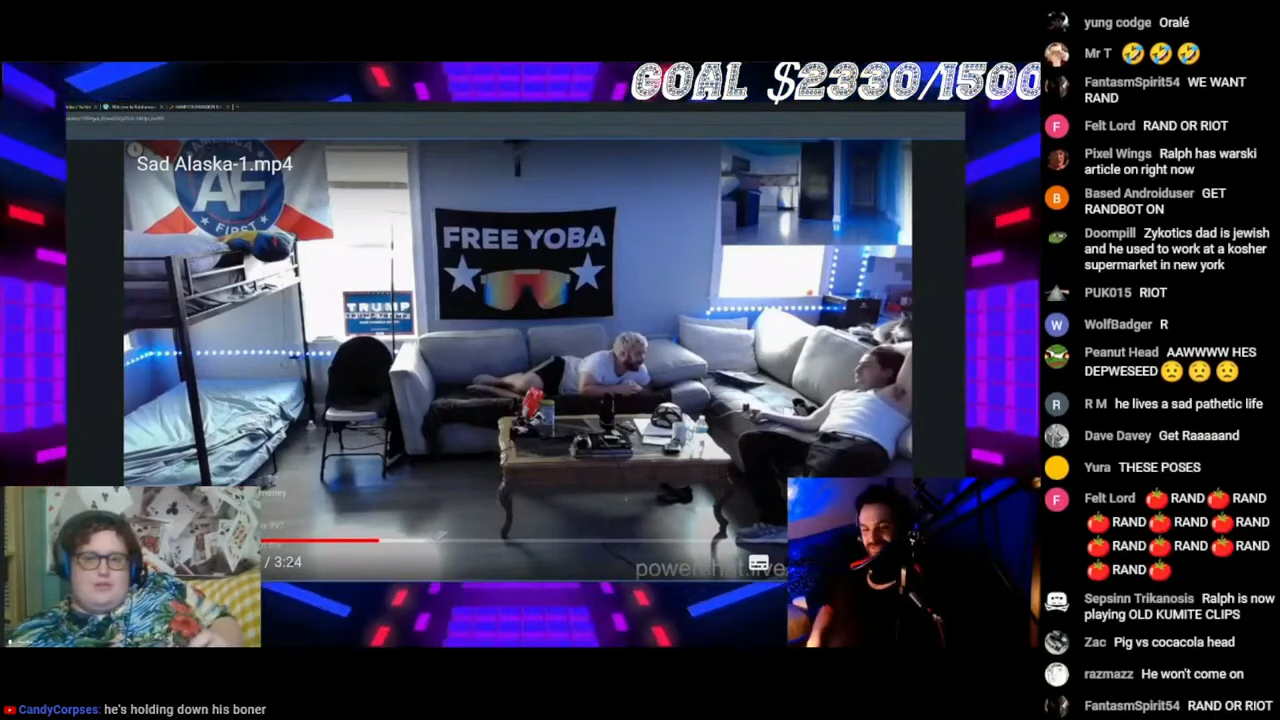 GOAL $2330/1500
Sad Alaska-1.mp4
AMERICA
AF
FIRST
FREE YOBA
TRUMP
money
/ 3:24
powerchat.live
yung codge Oralé
Mr T 🤣🤣🤣
FantasmSpirit54 WE WANT
RAND
Felt Lord RAND OR RIOT
Pixel Wings Ralph has warski
article on right now
Based Androiduser GET
RANDBOT ON
Doompill Zykotics dad is jewish
and he used to work at a kosher
supermarket in new york
PUK015 RIOT
WolfBadger R
Peanut Head AAWWWW HES
DEPWESEED 😟😟😟
R M he lives a sad pathetic life
Dave Davey Get Raaaaand
Yura THESE POSES
Felt Lord 🍅 RAND 🍅 RAND
🍅 RAND 🍅 RAND 🍅 RAND
🍅 RAND 🍅 RAND 🍅 RAND
🍅 RAND 🍅
Sepsinn Trikanosis Ralph is now
playing OLD KUMITE CLIPS
Zac Pig vs cocacola head
razmazz He won't come on
FantasmSpirit54 RAND OR RIOT
CandyCorpses: he's holding down his boner